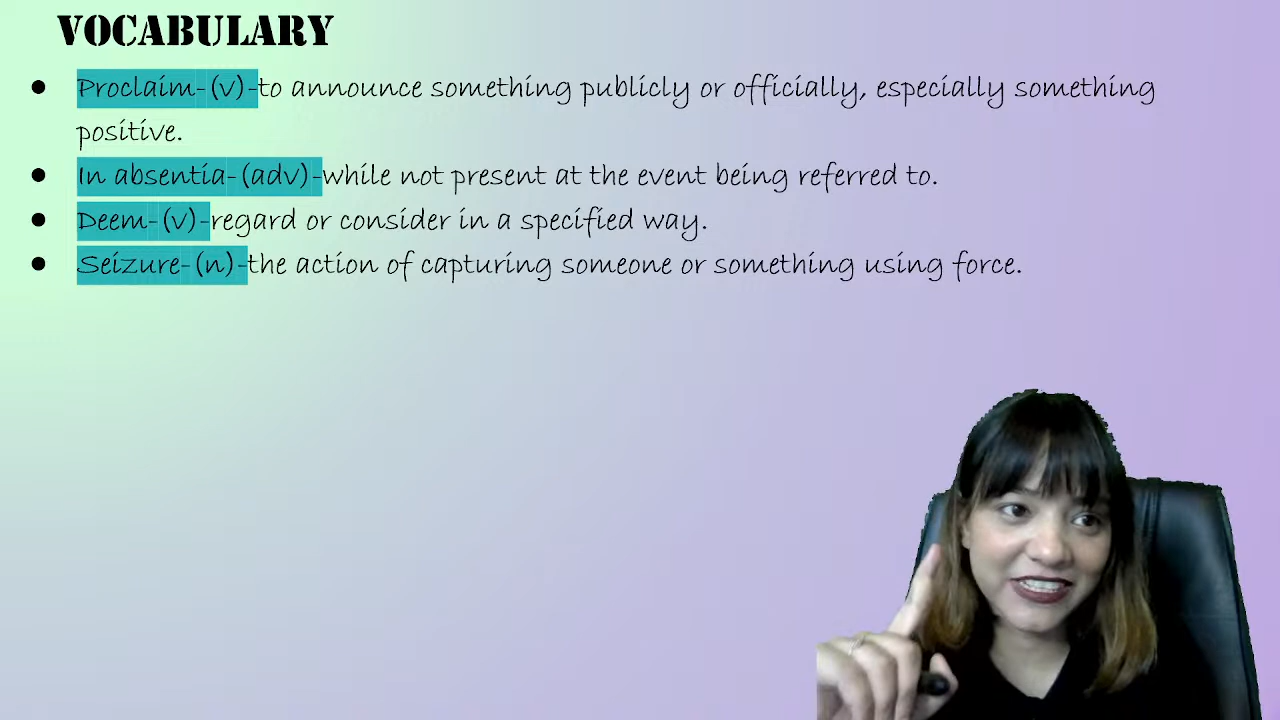 VOCABULARY
● Proclaim-(v)-to announce something publicly or officially, especially something
positive.
● In absentia-(adv)-while not present at the event being referred to.
● Deem-(v)-regard or consider in a specified way.
● Seizure-(n)-the action of capturing someone or something using force.